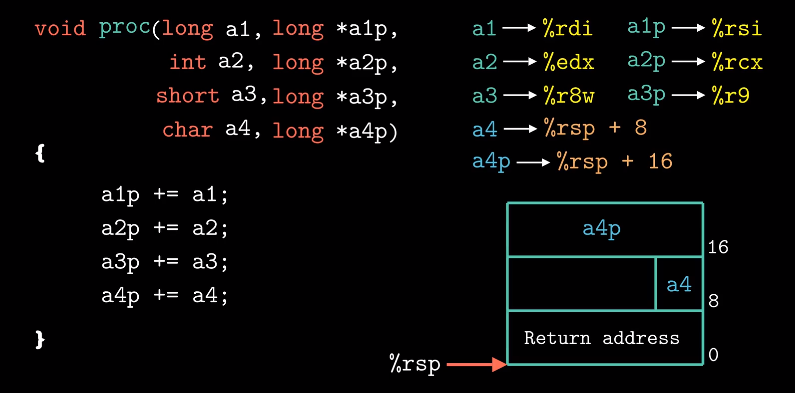 void proc(long a1, long *a1p,
int a2, long *a2p,
short a3, long *a3p,
char a4, long *a4p)
{
a1p += a1;
a2p += a2;
a3p += a3;
a4p += a4;
}
a1 → %rdi a1p → %rsi
a2 → %edx a2p → %rcx
a3 → %r8w a3p → %r9
a4 → %rsp + 8
a4p → %rsp + 16
a4p
16
a4
8
Return address
0
%rsp